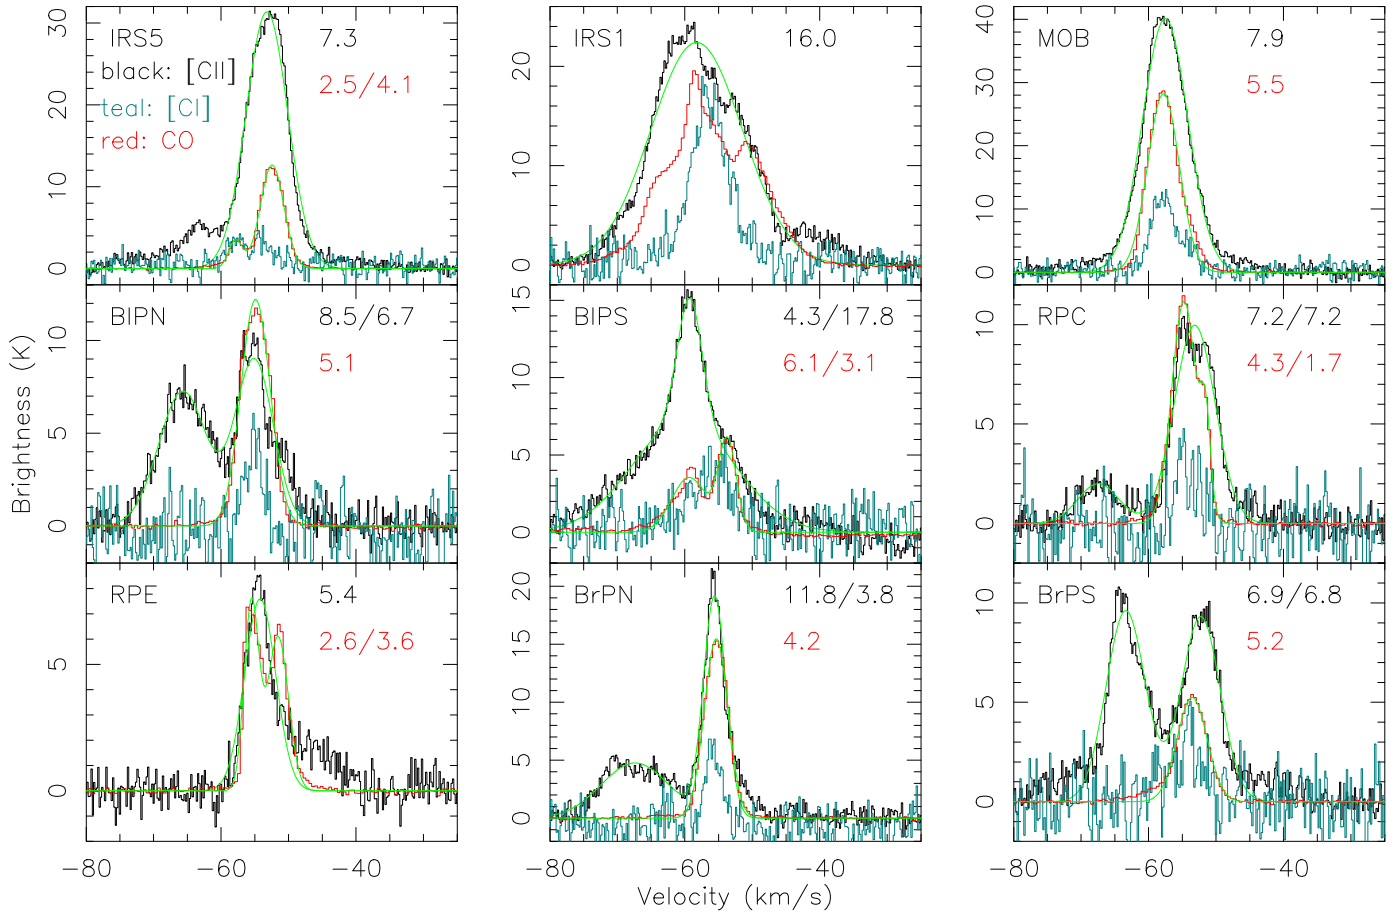 IRS5 7.3
black: [CII]
2.5/4.1
teal: [CI]
red: CO
30
20
10
0
IRS1 16.0
20
10
0
MOB 7.9
5.5
40
30
20
10
0
BIPN 8.5/6.7
5.1
10
5
0
BIPS 4.3/17.8
6.1/3.1
15
10
5
0
RPC 7.2/7.2
4.3/1.7
10
5
0
RPE 5.4
2.6/3.6
5
0
BrPN 11.8/3.8
4.2
20
15
10
5
0
BrPS 6.9/6.8
5.2
10
5
0
Brightness (K)
−80 −60 −40 −80 −60 −40 −80 −60 −40
Velocity (km/s)